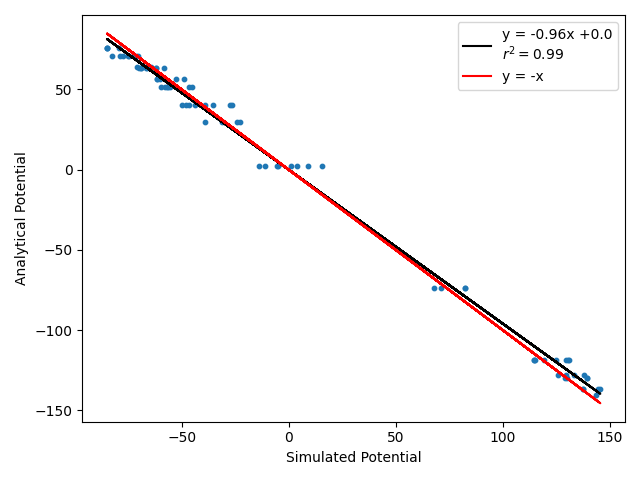 y = -0.96x +0.0
r² = 0.99
y = -x
50
0
−50
−100
−150
Analytical Potential
−50 0 50 100 150
Simulated Potential